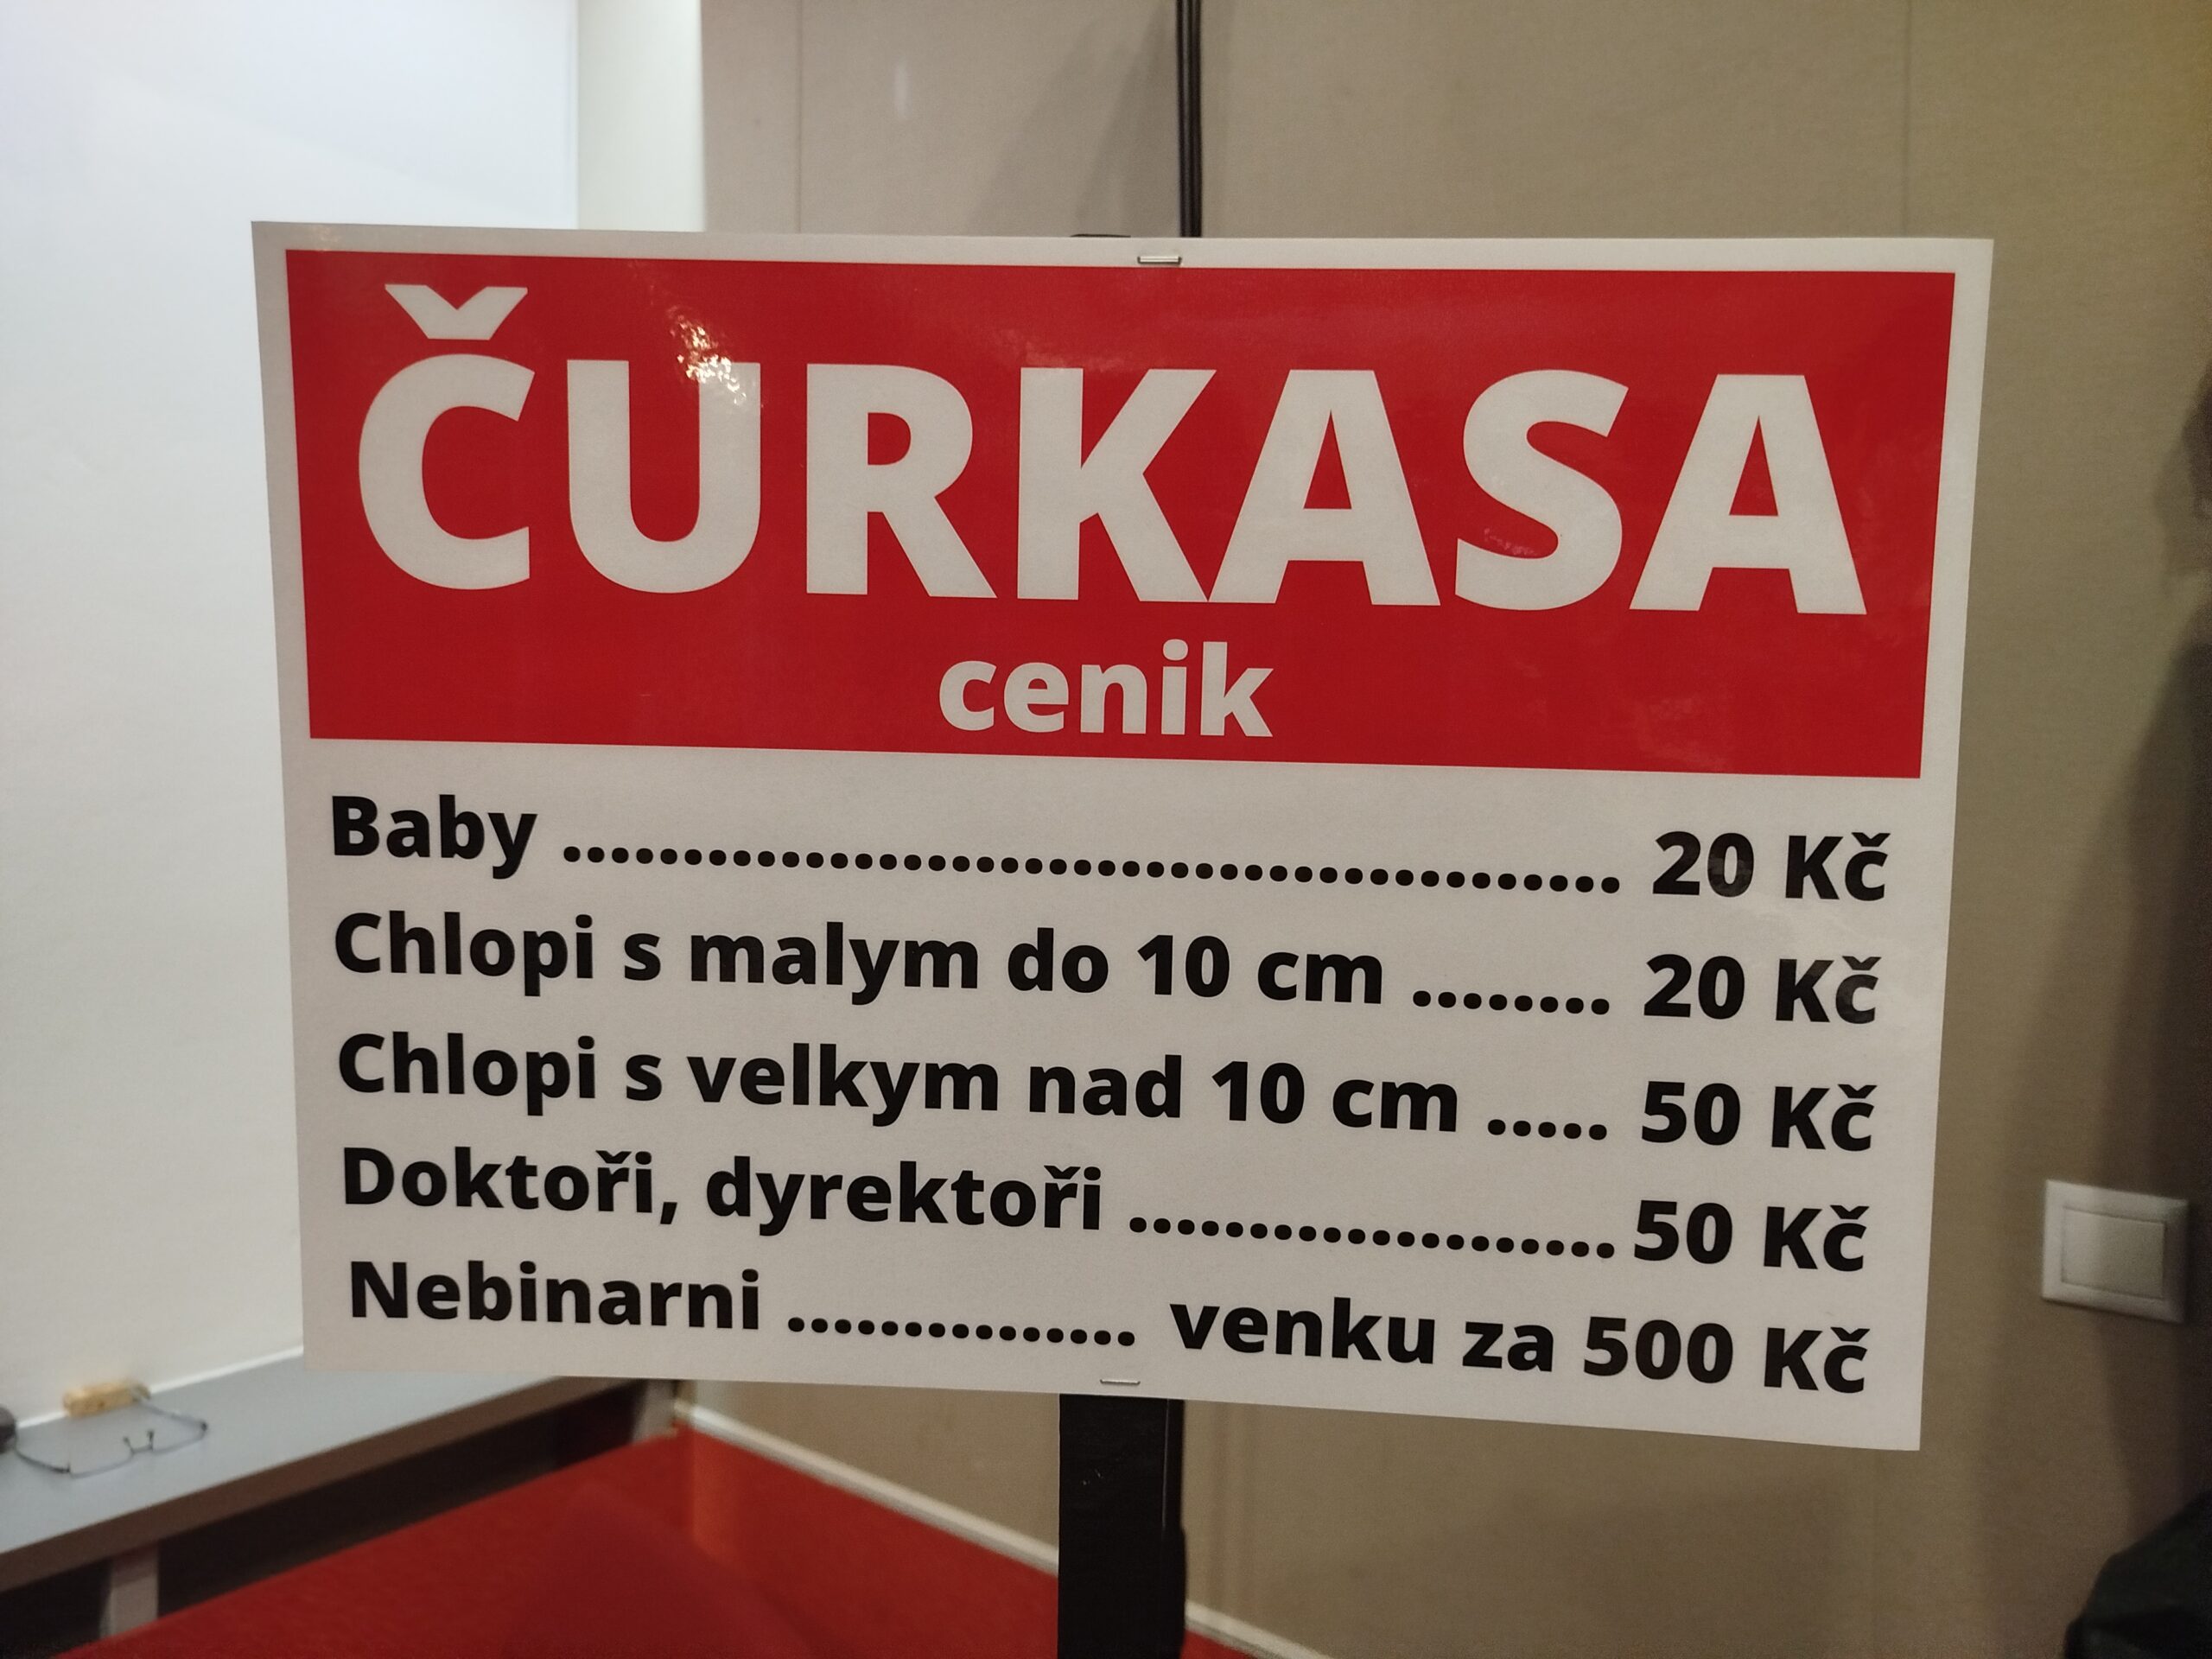 ČURKASA
cenik
Baby ............................................ 20 Kč
Chlopi s malym do 10 cm ........ 20 Kč
Chlopi s velkym nad 10 cm ..... 50 Kč
Doktoři, dyrektoři .................... 50 Kč
Nebinarni ............... venku za 500 Kč